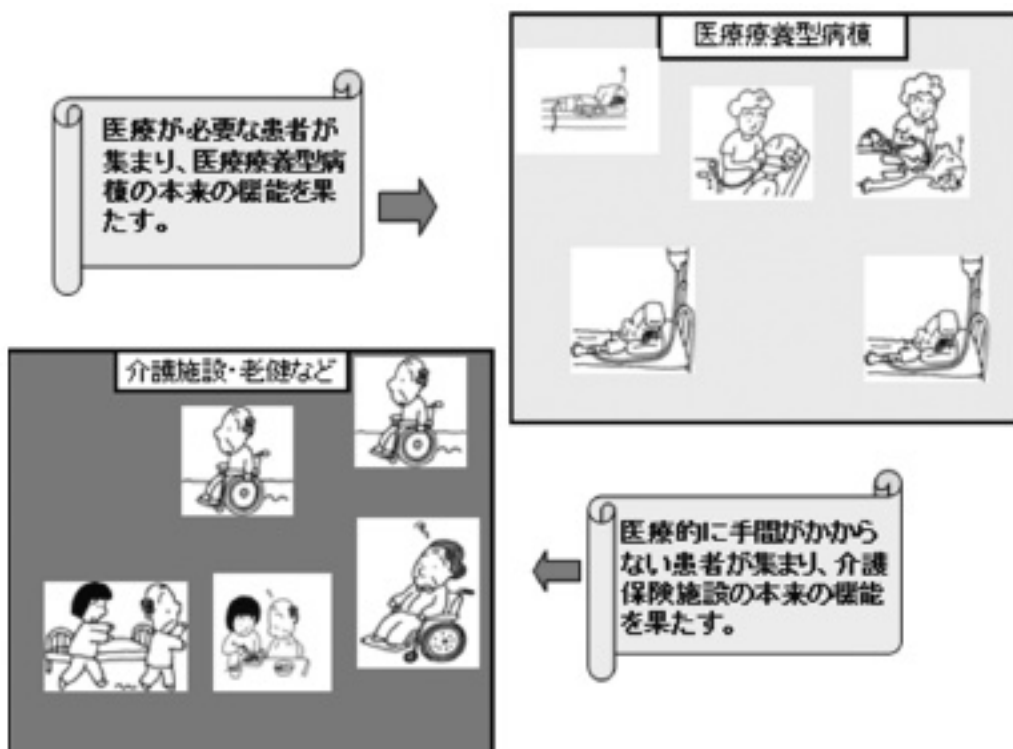 医療療養型病棟
医療が必要な患者が
集まり、医療療養型病
棟の本来の機能を果
たす。
介護施設・老健など
医療的に手間がかから
ない患者が集まり、介護
保険施設の本来の機能
を果たす。